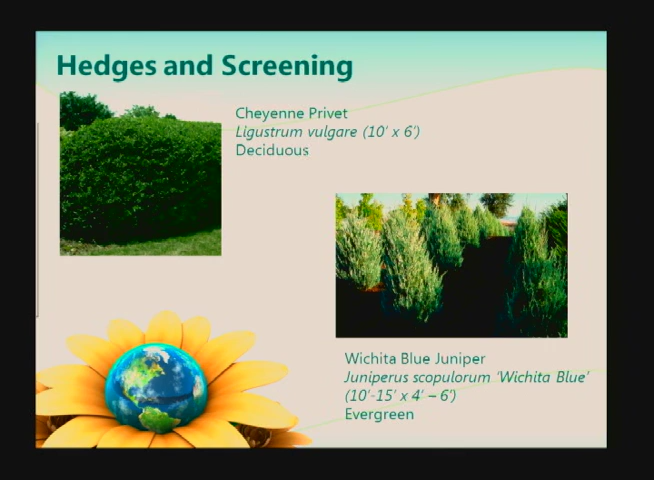 Hedges and Screening
Cheyenne Privet
Ligustrum vulgare (10' x 6')
Deciduous
Wichita Blue Juniper
Juniperus scopulorum 'Wichita Blue'
(10'-15' x 4' – 6')
Evergreen